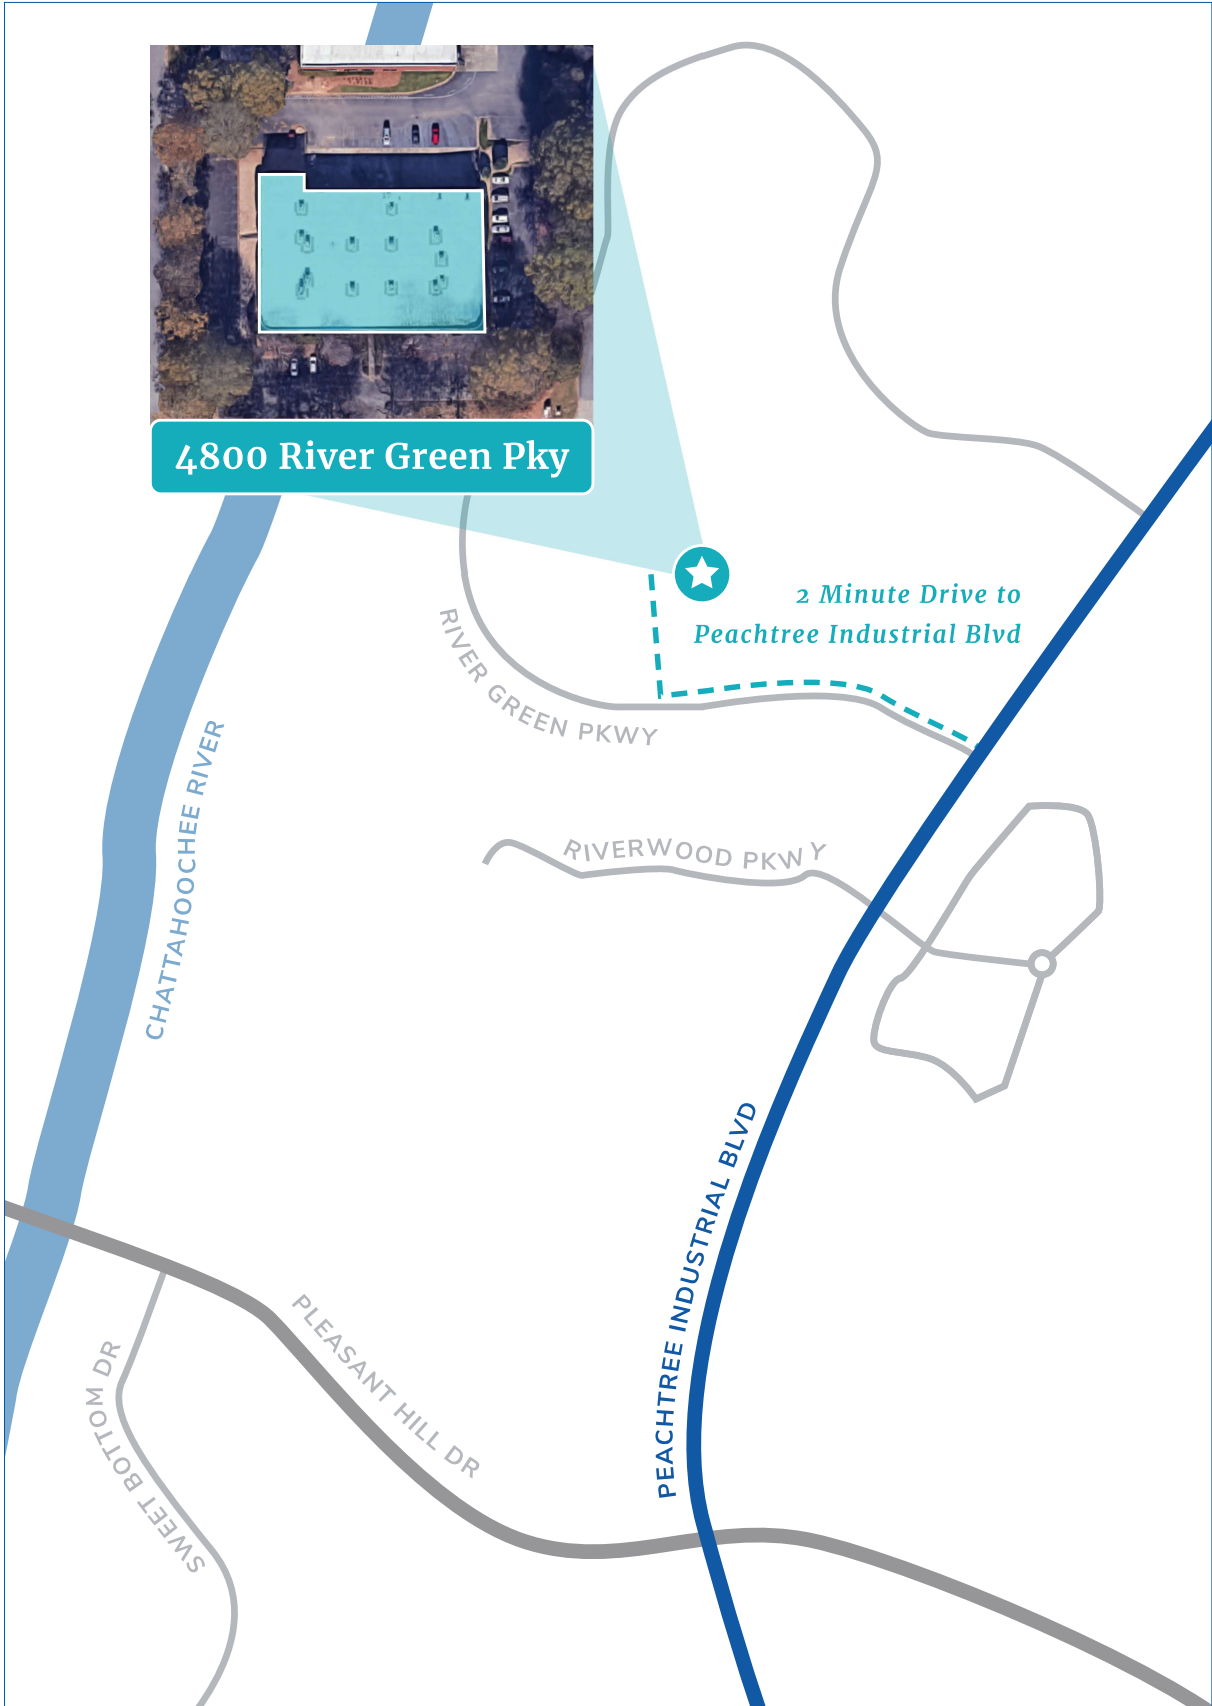 4800 River Green Pky
2 Minute Drive to
Peachtree Industrial Blvd
RIVER GREEN PKWY
CHATTAHOOCHEE RIVER
RIVERWOOD PKWY
PEACHTREE INDUSTRIAL BLVD
PLEASANT HILL DR
SWEET BOTTOM DR